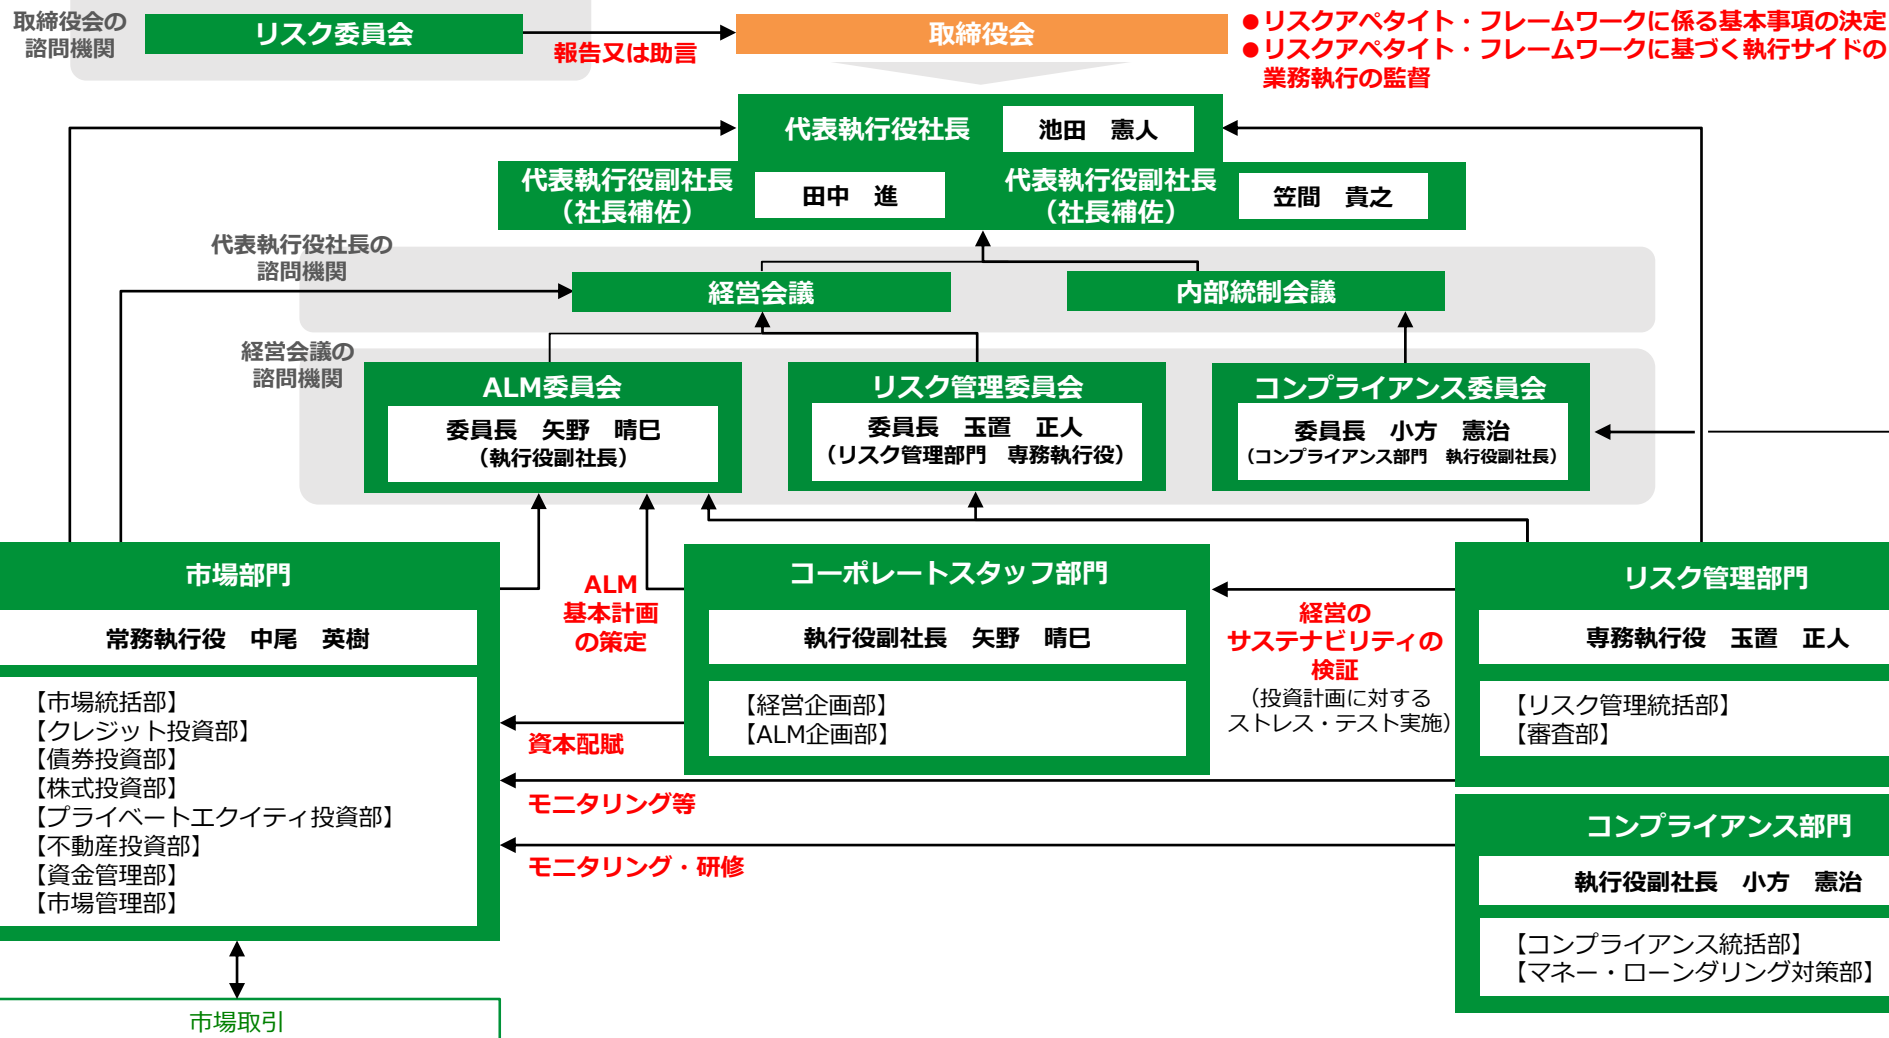 取締役会の
諮問機関
リスク委員会
報告又は助言
取締役会
●リスクアペタイト・フレームワークに係る基本事項の決定
●リスクアペタイト・フレームワークに基づく執行サイドの
業務執行の監督
代表執行役社長
池田 憲人
代表執行役副社長
（社長補佐）
田中 進
代表執行役副社長
（社長補佐）
笠間 貴之
代表執行役社長の
諮問機関
経営会議
内部統制会議
経営会議の
諮問機関
ALM委員会
委員長 矢野 晴巳
（執行役副社長）
リスク管理委員会
委員長 玉置 正人
（リスク管理部門 専務執行役）
コンプライアンス委員会
委員長 小方 憲治
（コンプライアンス部門 執行役副社長）
市場部門
常務執行役 中尾 英樹
【市場統括部】
【クレジット投資部】
【債券投資部】
【株式投資部】
【プライベートエクイティ投資部】
【不動産投資部】
【資金管理部】
【市場管理部】
ALM
基本計画
の策定
コーポレートスタッフ部門
執行役副社長 矢野 晴巳
【経営企画部】
【ALM企画部】
経営の
サステナビリティの
検証
（投資計画に対する
ストレス・テスト実施）
リスク管理部門
専務執行役 玉置 正人
【リスク管理統括部】
【審査部】
資本配賦
モニタリング等
モニタリング・研修
コンプライアンス部門
執行役副社長 小方 憲治
【コンプライアンス統括部】
【マネー・ローンダリング対策部】
市場取引